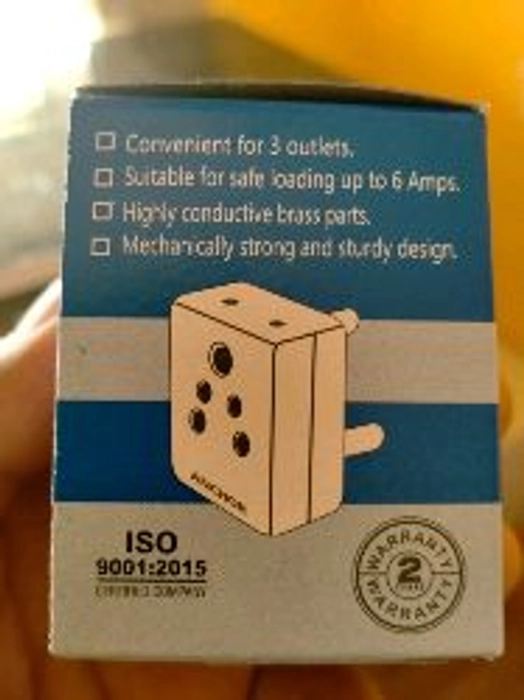 Convenient for 3 outlets.
Suitable for safe loading up to 6 Amps.
Highly conductive brass parts.
Mechanically strong and sturdy design.
ANCHOR
ISO
9001:2015
CERTIFIED COMPANY
WARRANTY
2
WARRANTY